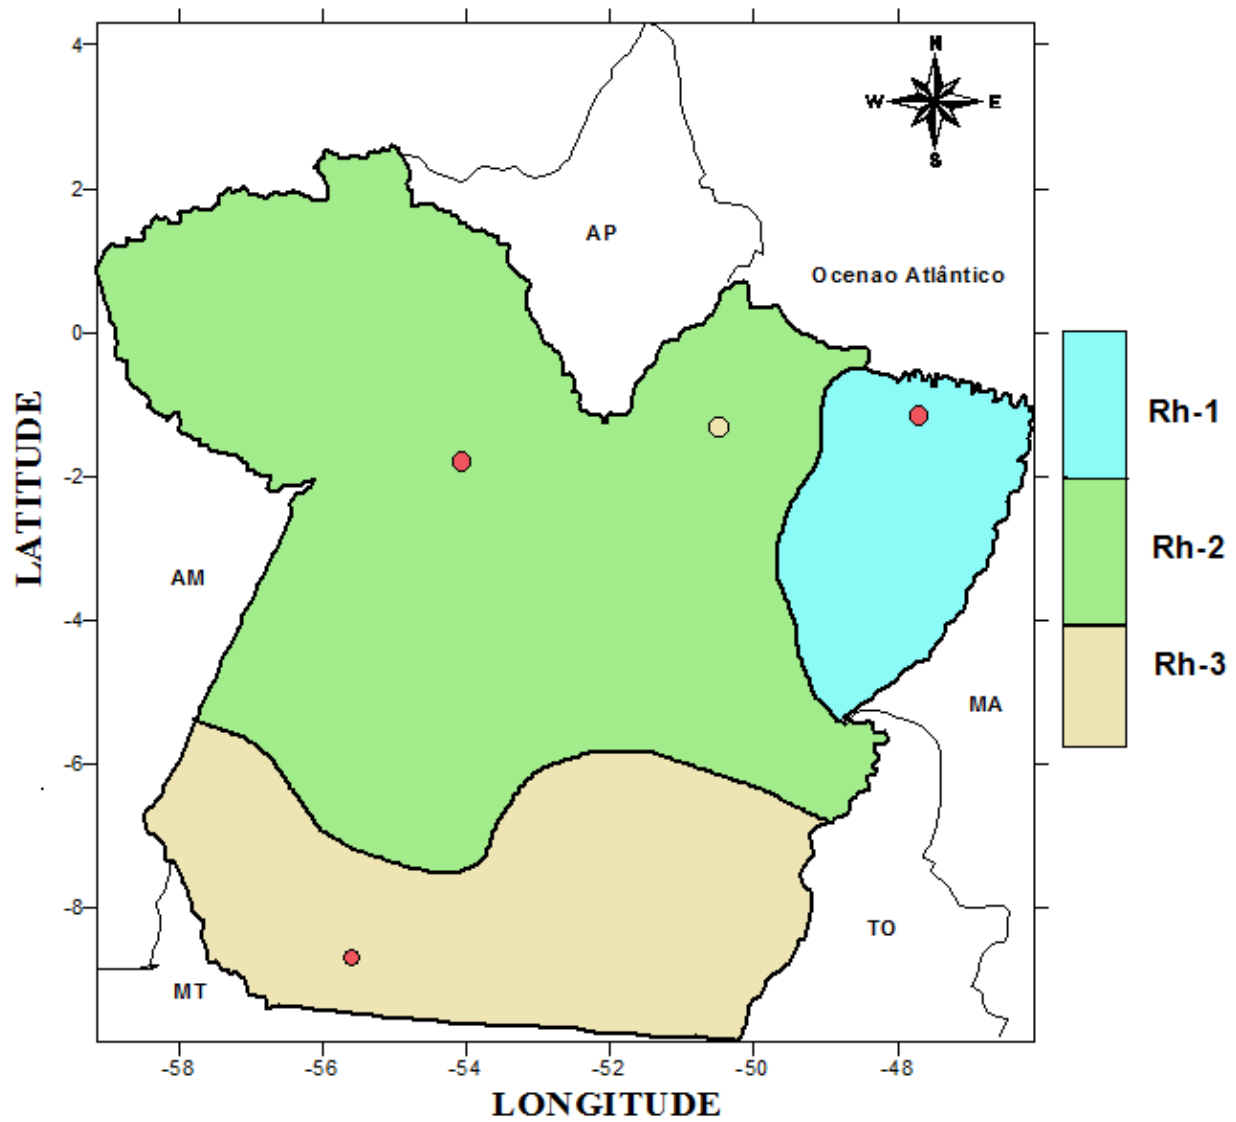 N
W E
S
4
2
0
-2
-4
-6
-8
LATITUDE
AP
Ocenao Atlântico
AM
MA
TO
MT
Rh-1
Rh-2
Rh-3
-58 -56 -54 -52 -50 -48
LONGITUDE